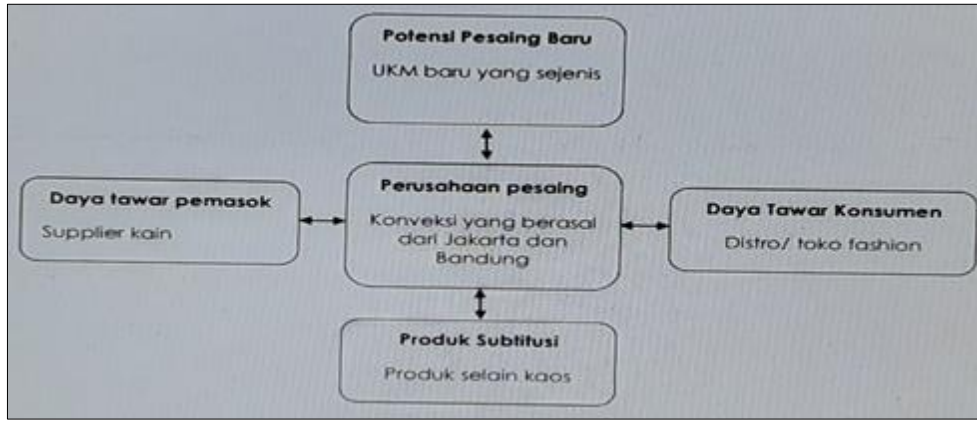 Potensi Pesaing Baru
UKM baru yang sejenis
Daya tawar pemasok
Supplier kain
Perusahaan pesaing
Konveksi yang berasal
dari Jakarta dan
Bandung
Daya Tawar Konsumen
Distro/ toko fashion
Produk Subtitusi
Produk selain kaos